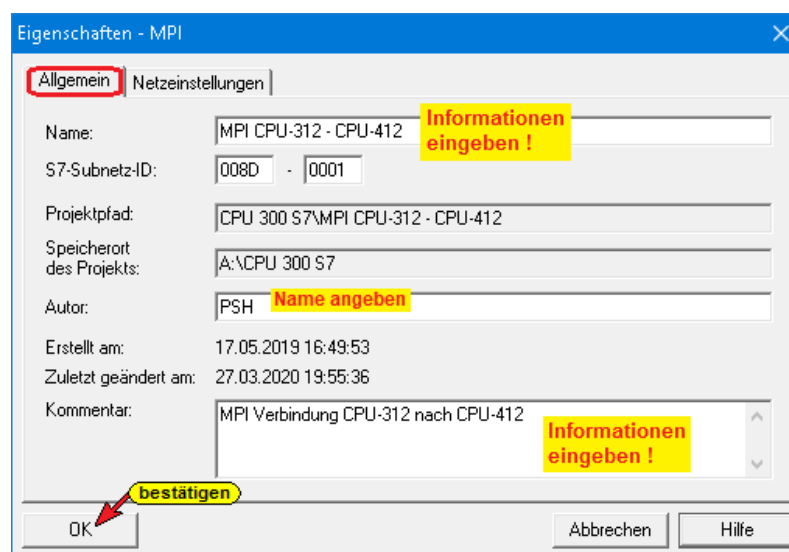 Eigenschaften - MPI
Allgemein Netzeinstellungen
Name: MPI CPU-312 - CPU-412 Informationen
eingeben !
S7-Subnetz-ID: 008D - 0001
Projektpfad: CPU 300 S7\MPI CPU-312 - CPU-412
Speicherort
des Projekts: A:\CPU 300 S7
Autor: PSH Name angeben
Erstellt am: 17.05.2019 16:49:53
Zuletzt geändert am: 27.03.2020 19:55:36
Kommentar: MPI Verbindung CPU-312 nach CPU-412
Informationen
eingeben !
bestätigen
OK Abbrechen Hilfe